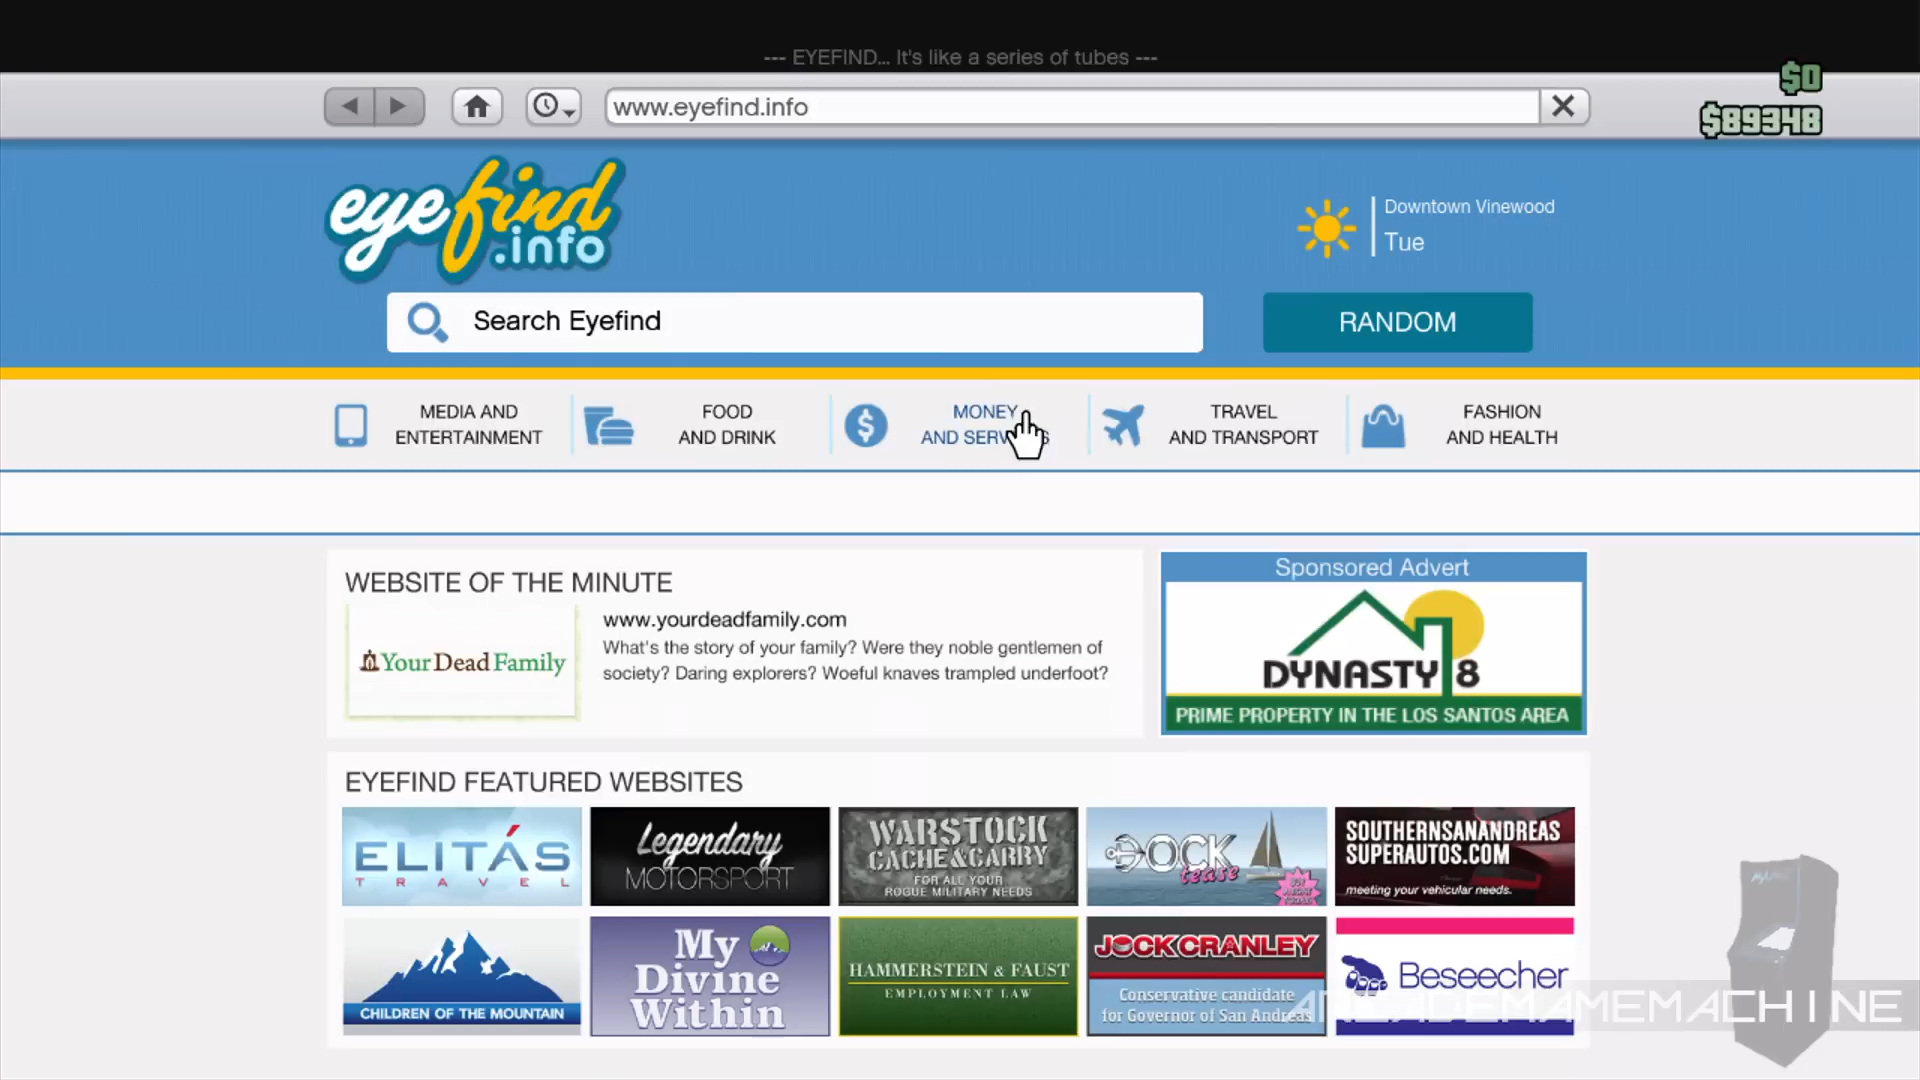 --- EYEFIND... It's like a series of tubes ---
$0
www.eyefind.info
$89348
eyefind
.info
Downtown Vinewood
Tue
Search Eyefind
RANDOM
MEDIA AND
ENTERTAINMENT
FOOD
AND DRINK
MONEY
AND SERV S
TRAVEL
AND TRANSPORT
FASHION
AND HEALTH
WEBSITE OF THE MINUTE
Your Dead Family
www.yourdeadfamily.com
What's the story of your family? Were they noble gentlemen of
society? Daring explorers? Woeful knaves trampled underfoot?
Sponsored Advert
DYNASTY 8
PRIME PROPERTY IN THE LOS SANTOS AREA
EYEFIND FEATURED WEBSITES
ELITÁS
TRAVEL
Legendary
MOTORSPORT
WARSTOCK
CACHE&CARRY
FOR ALL YOUR
ROGUE MILITARY NEEDS
DOCK
tease
SOUTHERNSANANDREAS
SUPERAUTOS.COM
meeting your vehicular needs.
CHILDREN OF THE MOUNTAIN
My
Divine
Within
HAMMERSTEIN & FAUST
EMPLOYMENT LAW
JOCK CRANLEY
Conservative candidate
for Governor of San Andreas
Beseecher
ARCADEMAMEMACHINE